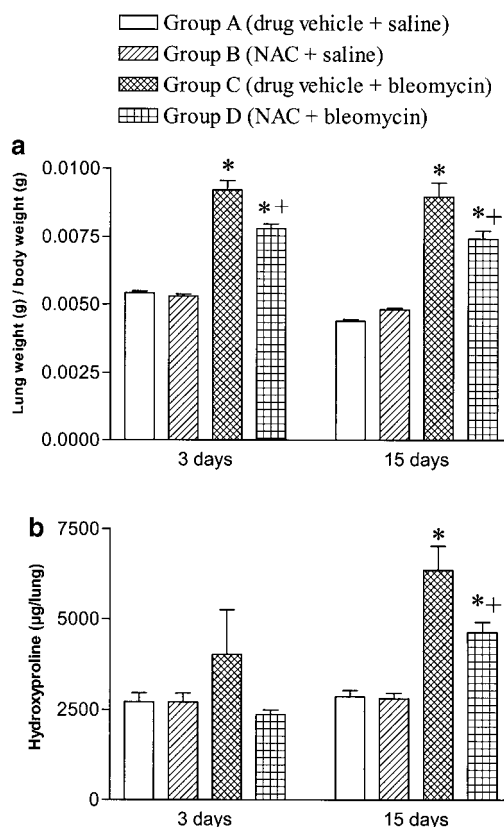 Group A (drug vehicle + saline)
Group B (NAC + saline)
Group C (drug vehicle + bleomycin)
Group D (NAC + bleomycin)
a
Lung weight (g) / body weight (g)
0.0100
0.0075
0.0050
0.0025
0.0000
*
*+
*
*+
3 days
15 days
b
Hydroxyproline (µg/lung)
7500
5000
2500
0
*
*+
3 days
15 days